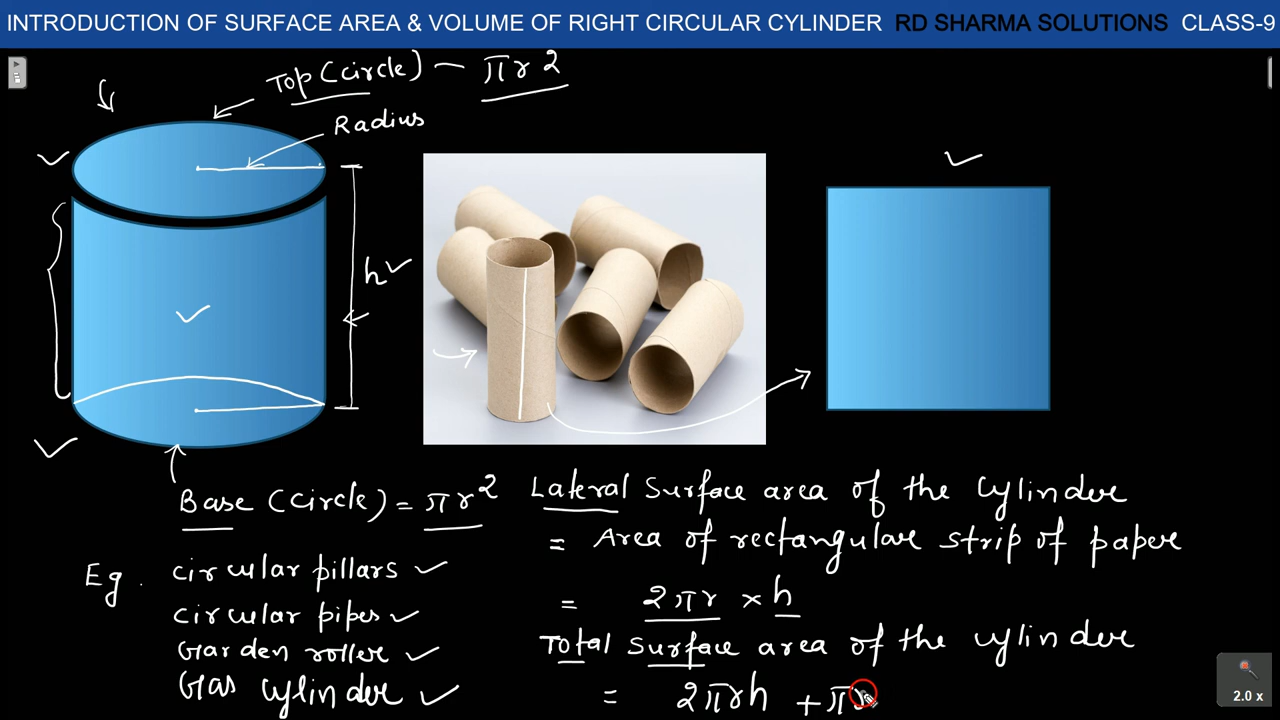 INTRODUCTION OF SURFACE AREA & VOLUME OF RIGHT CIRCULAR CYLINDER RD SHARMA SOLUTIONS CLASS-9
Top (circle) - πr2
Radius
h
Base (circle) = πr²
Eg. circular pillars
circular pipes
Garden roller
Gas cylinder
Lateral Surface area of the cylinder
= Area of rectangular strip of paper
= 2πr × h
Total surface area of the cylinder
= 2πrh + π
2.0 x